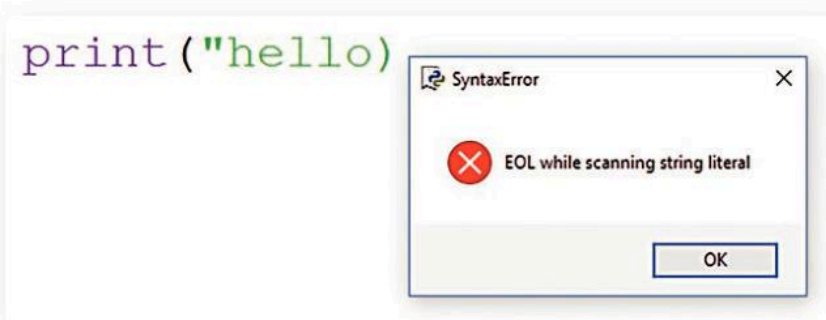 print("hello)
SyntaxError
EOL while scanning string literal
OK